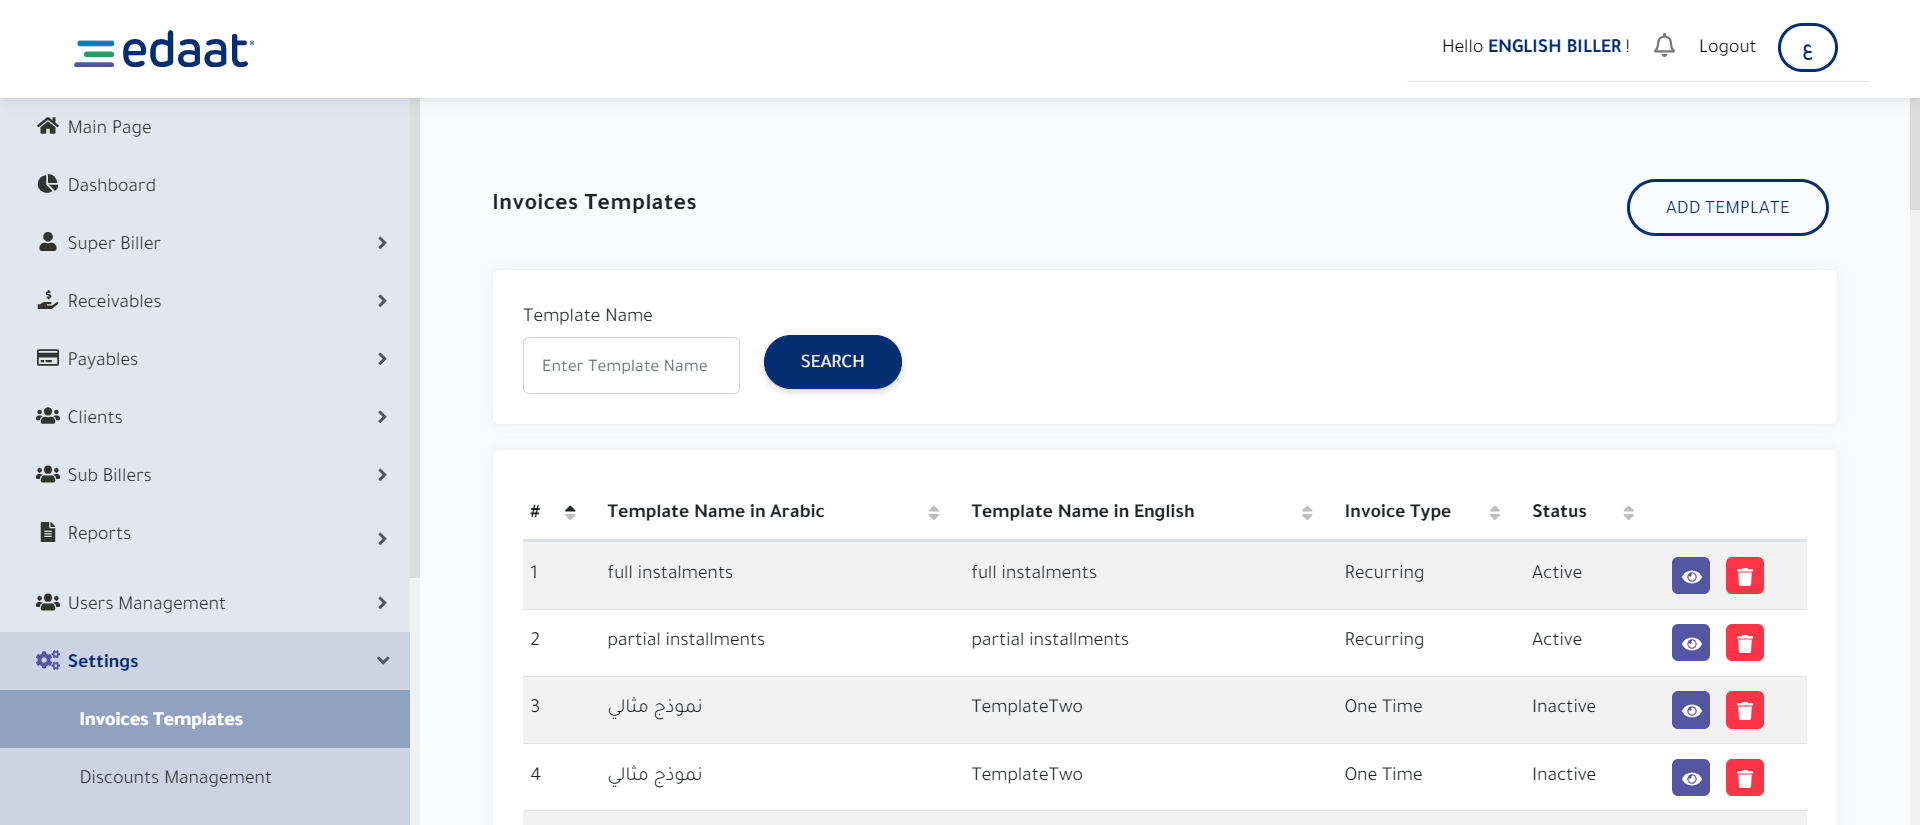 edaat
Hello ENGLISH BILLER !
Logout
ع
Main Page
Dashboard
Super Biller
Receivables
Payables
Clients
Sub Billers
Reports
Users Management
Settings
Invoices Templates
Discounts Management
Invoices Templates
ADD TEMPLATE
Template Name
Enter Template Name
SEARCH
# Template Name in Arabic Template Name in English Invoice Type Status
1 full instalments full instalments Recurring Active
2 partial installments partial installments Recurring Active
3 نموذج مثالي TemplateTwo One Time Inactive
4 نموذج مثالي TemplateTwo One Time Inactive